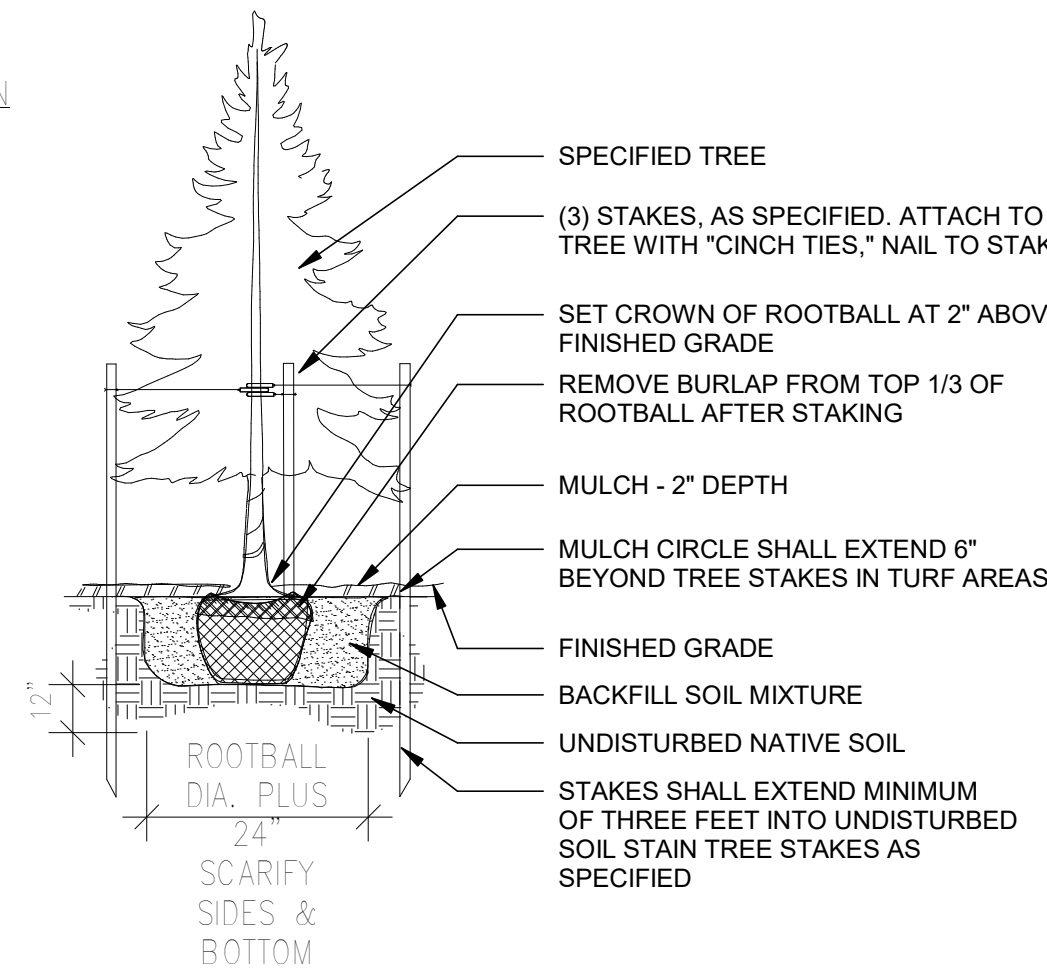 N
SPECIFIED TREE
(3) STAKES, AS SPECIFIED. ATTACH TO
TREE WITH "CINCH TIES," NAIL TO STAK
SET CROWN OF ROOTBALL AT 2" ABOV
FINISHED GRADE
REMOVE BURLAP FROM TOP 1/3 OF
ROOTBALL AFTER STAKING
MULCH - 2" DEPTH
MULCH CIRCLE SHALL EXTEND 6"
BEYOND TREE STAKES IN TURF AREAS
FINISHED GRADE
BACKFILL SOIL MIXTURE
UNDISTURBED NATIVE SOIL
STAKES SHALL EXTEND MINIMUM
OF THREE FEET INTO UNDISTURBED
SOIL STAIN TREE STAKES AS
SPECIFIED
12"
ROOTBALL
DIA. PLUS
24"
SCARIFY
SIDES &
BOTTOM